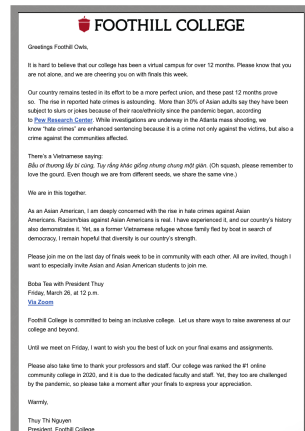 FOOTHILL COLLEGE
Greetings Foothill Owls,
It is hard to believe that our college has been a virtual campus for over 12 months. Please know that you
are not alone, and we are cheering you on with finals this week.
Our country remains tested in its effort to be a more perfect union, and these past 12 months prove
so. The rise in reported hate crimes is astounding. More than 30% of Asian adults say they have been
subject to slurs or jokes because of their race/ethnicity since the pandemic began, according
to Pew Research Center. While investigations are underway in the Atlanta mass shooting, we
know “hate crimes” are enhanced sentencing because it is a crime not only against the victims, but also a
crime against the communities affected.
There’s a Vietnamese saying:
Bầu ơi thương lấy bí cùng, Tuy rằng khác giống nhưng chung một giàn. (Oh squash, please remember to
love the gourd. Even though we are from different seeds, we share the same vine.)
We are in this together.
As an Asian American, I am deeply concerned with the rise in hate crimes against Asian
Americans. Racism/bias against Asian Americans is real. I have experienced it, and our country’s history
also demonstrates it. Yet, as a former Vietnamese refugee whose family fled by boat in search of
democracy, I remain hopeful that diversity is our country’s strength.
Please join me on the last day of finals week to be in community with each other. All are invited, though I
want to especially invite Asian and Asian American students to join me.
Boba Tea with President Thuy
Friday, March 26, at 12 p.m.
Via Zoom
Foothill College is committed to being an inclusive college. Let us share ways to raise awareness at our
college and beyond.
Until we meet on Friday, I want to wish you the best of luck on your final exams and assignments.
Please also take time to thank your professors and staff. Our college was ranked the #1 online
community college in 2020, and it is due to the dedicated faculty and staff. Yet, they too are challenged
by the pandemic, so please take a moment after your finals to express your appreciation.
Warmly,
Thuy Thi Nguyen
President, Foothill College